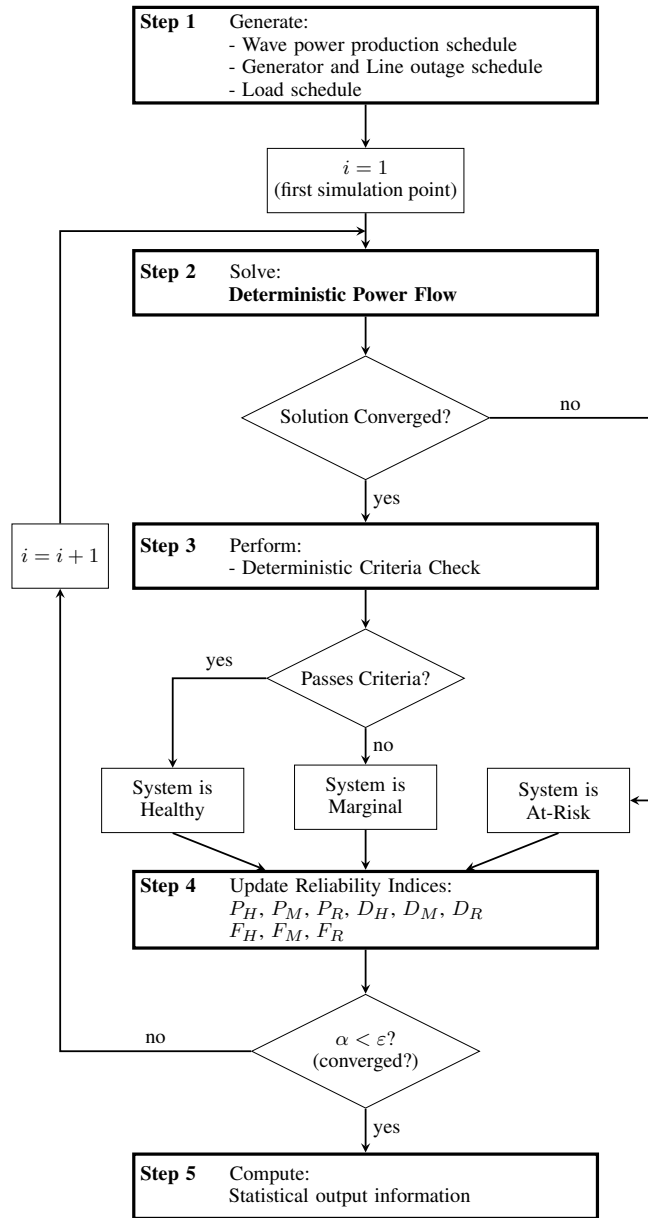 Step 1 Generate:
- Wave power production schedule
- Generator and Line outage schedule
- Load schedule
i = 1
(first simulation point)
Step 2 Solve:
Deterministic Power Flow
Solution Converged?
no
yes
i = i + 1
Step 3 Perform:
- Deterministic Criteria Check
Passes Criteria?
yes
no
System is
Healthy
System is
Marginal
System is
At-Risk
Step 4 Update Reliability Indices:
P_H, P_M, P_R, D_H, D_M, D_R
F_H, F_M, F_R
α < ε?
(converged?)
no
yes
Step 5 Compute:
Statistical output information